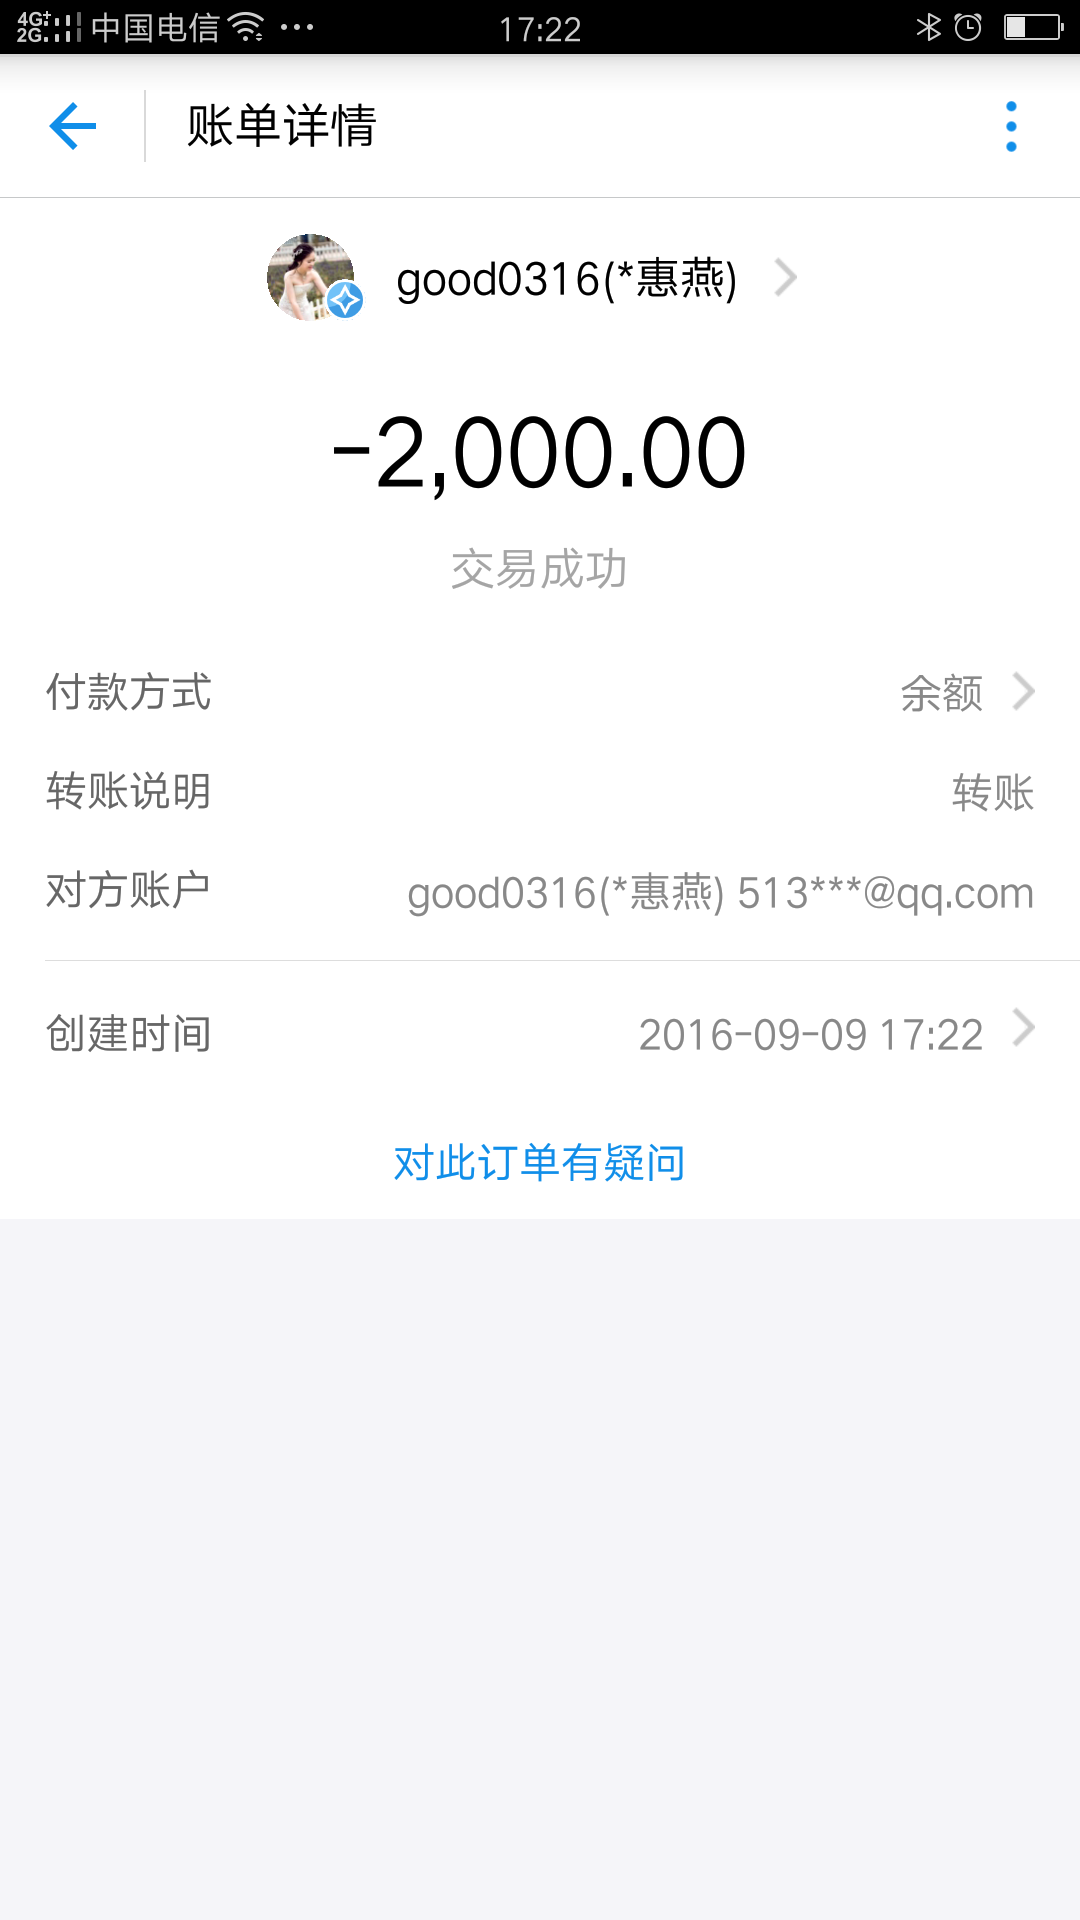 4G+ 2G 中国电信 17:22
账单详情
good0316(*惠燕)
-2,000.00
交易成功
付款方式 余额
转账说明 转账
对方账户 good0316(*惠燕) 513***@qq.com
创建时间 2016-09-09 17:22
对此订单有疑问